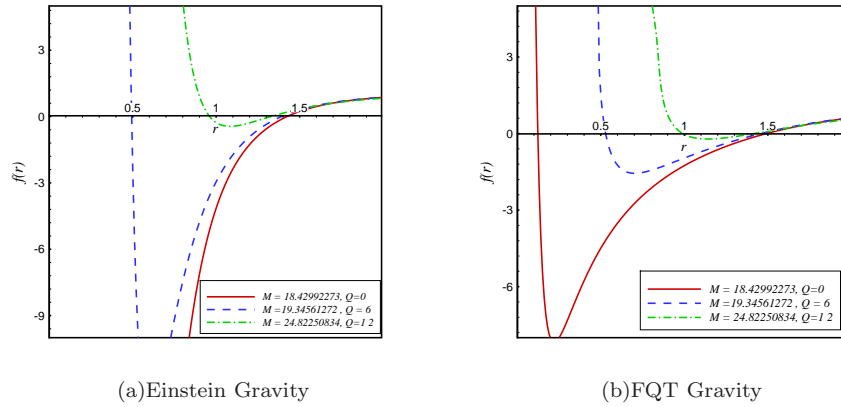 3
0
-3
-6
-9
0.5
1
1.5
r
f(r)
M = 18.42992273, Q=0
M=19.34561272 , Q = 6
M = 24.82250834, Q=1 2
(a)Einstein Gravity
3
0
-3
-6
0.5
1
1.5
r
f(r)
M = 18.42992273, Q=0
M=19.34561272 , Q = 6
M = 24.82250834, Q=1 2
(b)FQT Gravity